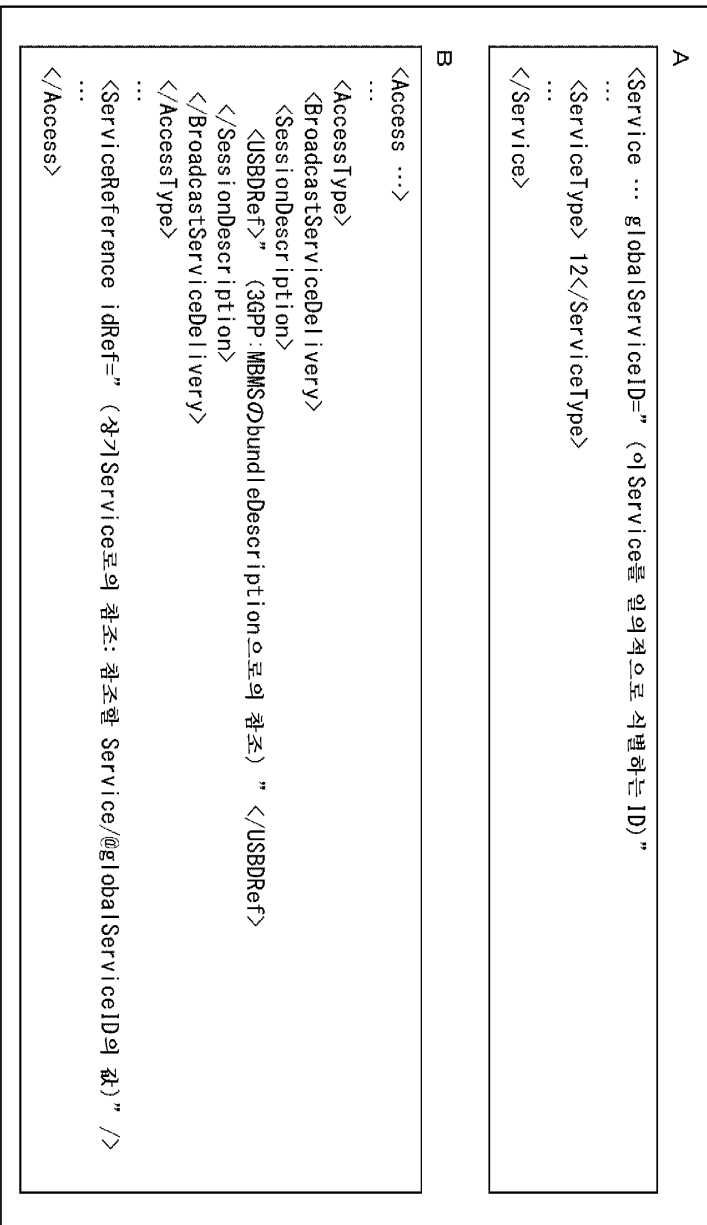 A
<Service … globalServiceID=” (이Service를 일의적으로 식별하는ID)”
…
<ServiceType> 12</ServiceType>
…
</Service>
B
<Access …>
…
<AccessType>
<BroadcastServiceDelivery>
<SessionDescription>
<USBDRef>” (3GPP:MBMSのbundleDescription으로의 참조) ” </USBDRef>
</SessionDescription>
</BroadcastServiceDelivery>
</AccessType>
…
<ServiceReference idRef=” (상기Service로의 참조: 참조할 Service/@globalServiceID의 값)” />
…
</Access>